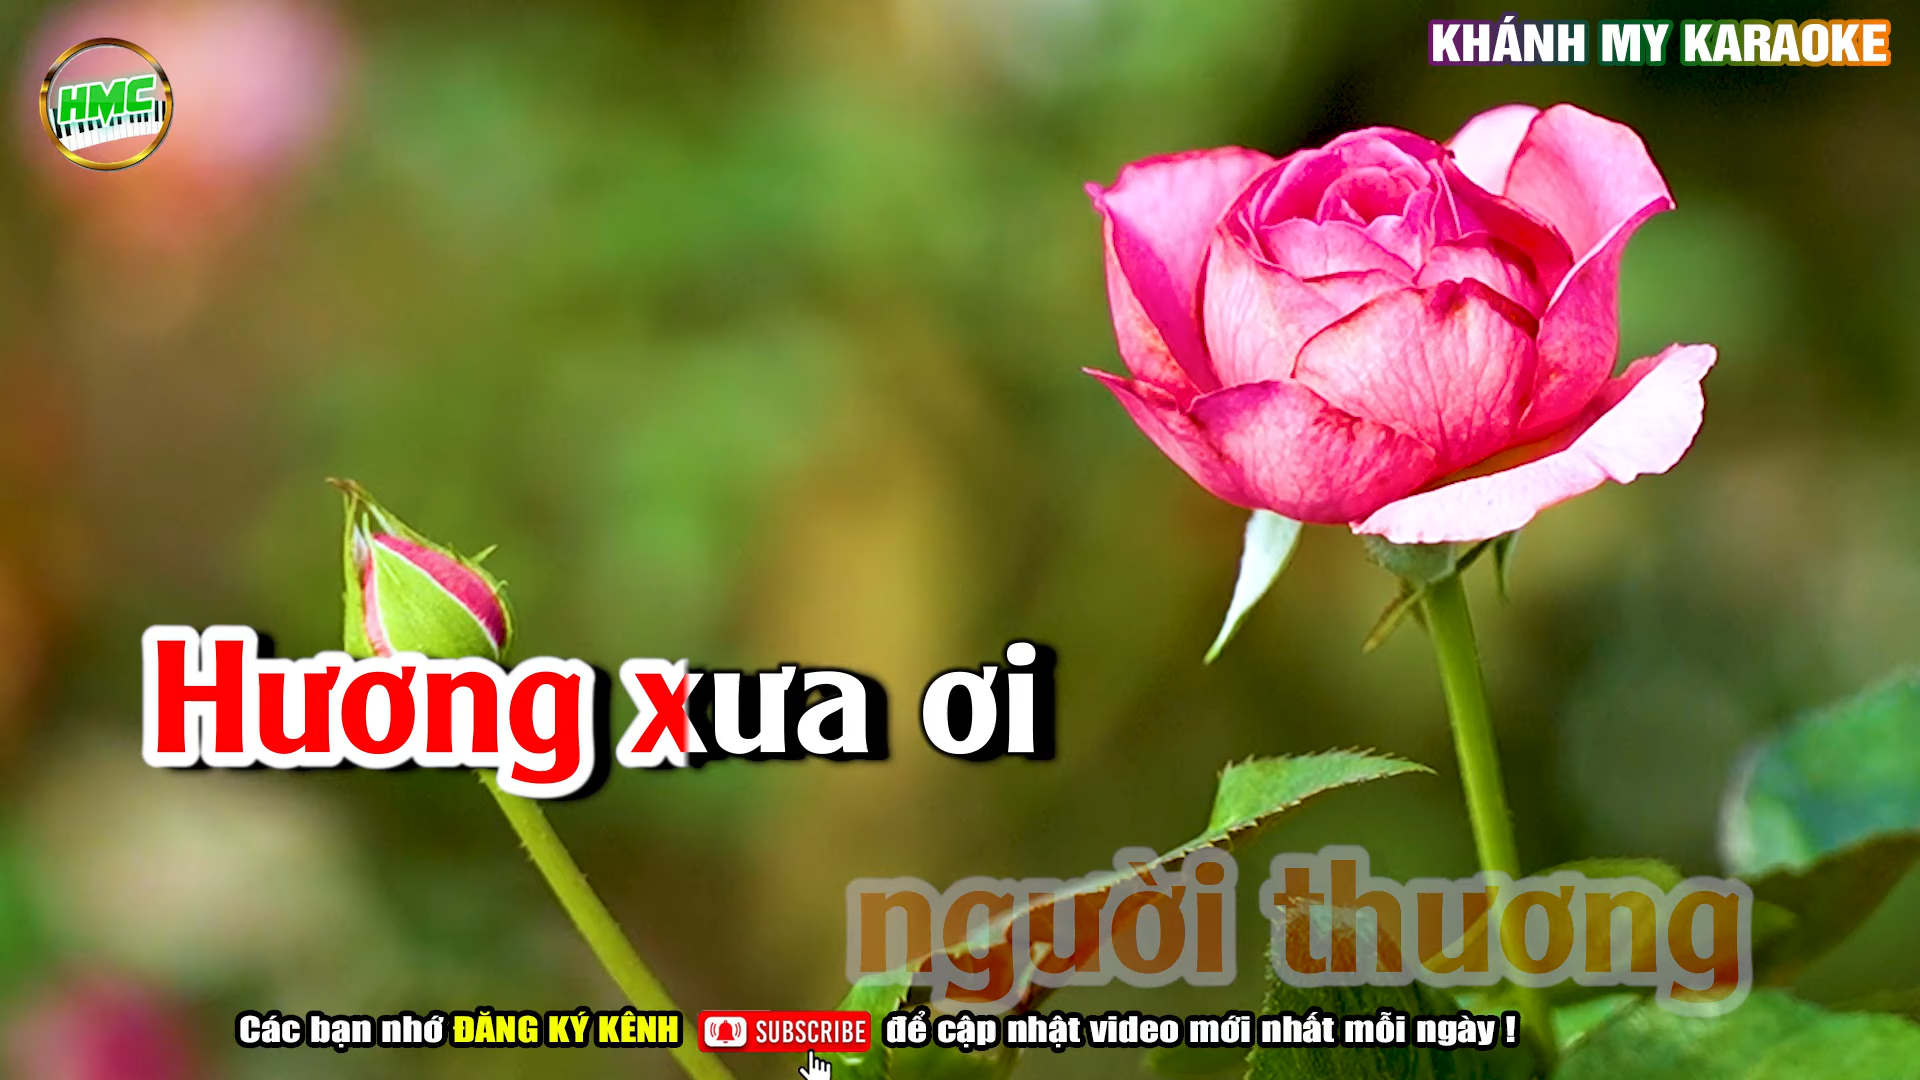 KHÁNH MY KARAOKE
HMC
Hương xưa ơi
người thương
Các bạn nhớ ĐĂNG KÝ KÊNH SUBSCRIBE để cập nhật video mới nhất mỗi ngày !